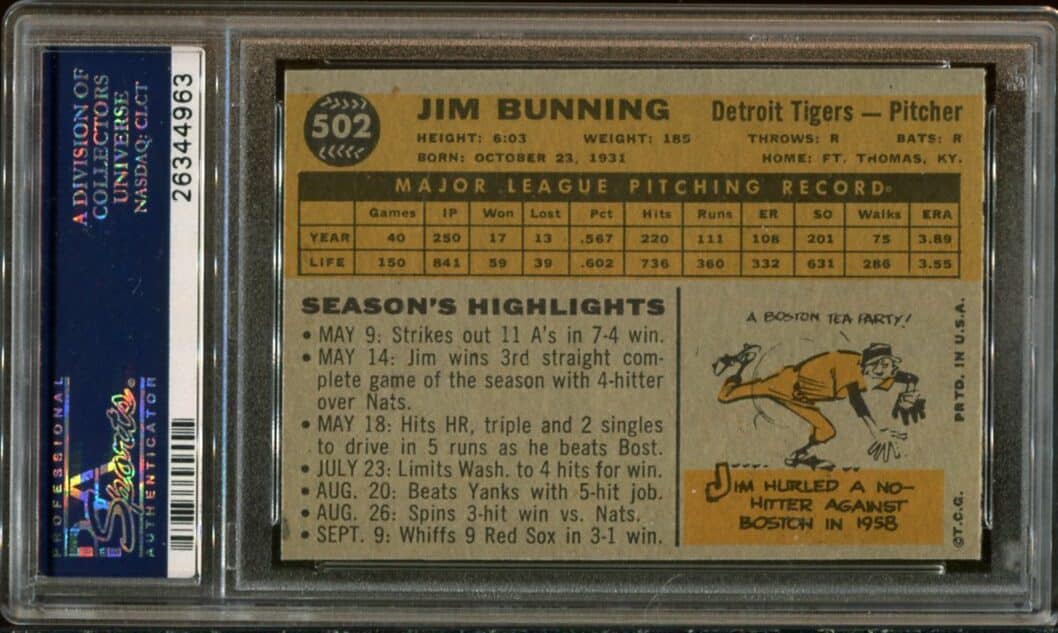 A DIVISION OF
COLLECTORS
UNIVERSE
NASDAQ: CLCT
26344963
PROFESSIONAL
PSA
Sports
AUTHENTICATOR
502
JIM BUNNING
Detroit Tigers — Pitcher
HEIGHT: 6:03 WEIGHT: 185 THROWS: R BATS: R
BORN: OCTOBER 23, 1931 HOME: FT. THOMAS, KY.
MAJOR LEAGUE PITCHING RECORD
Games IP Won Lost Pct Hits Runs ER SO Walks ERA
YEAR 40 250 17 13 .567 220 111 108 201 75 3.89
LIFE 150 841 59 39 .602 736 360 332 631 286 3.55
SEASON'S HIGHLIGHTS
• MAY 9: Strikes out 11 A's in 7-4 win.
• MAY 14: Jim wins 3rd straight com-
plete game of the season with 4-hitter
over Nats.
• MAY 18: Hits HR, triple and 2 singles
to drive in 5 runs as he beats Bost.
• JULY 23: Limits Wash. to 4 hits for win.
• AUG. 20: Beats Yanks with 5-hit job.
• AUG. 26: Spins 3-hit win vs. Nats.
• SEPT. 9: Whiffs 9 Red Sox in 3-1 win.
A BOSTON TEA PARTY!
JIM HURLED A NO-
HITTER AGAINST
BOSTON IN 1958
©T.C.G. PRTD. IN U.S.A.